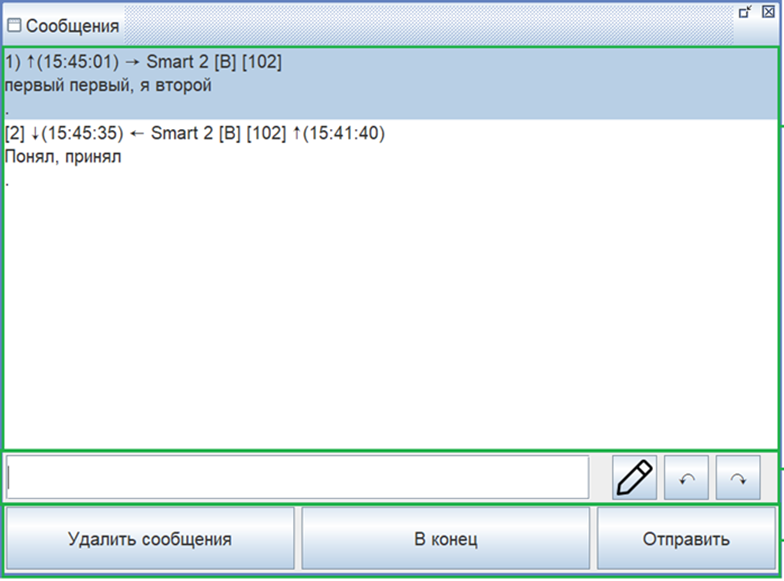 Сообщения
1) ↑(15:45:01) → Smart 2 [B] [102]
первый первый, я второй
.
[2] ↓(15:45:35) ← Smart 2 [B] [102] ↑(15:41:40)
Понял, принял
.
Удалить сообщения
В конец
Отправить